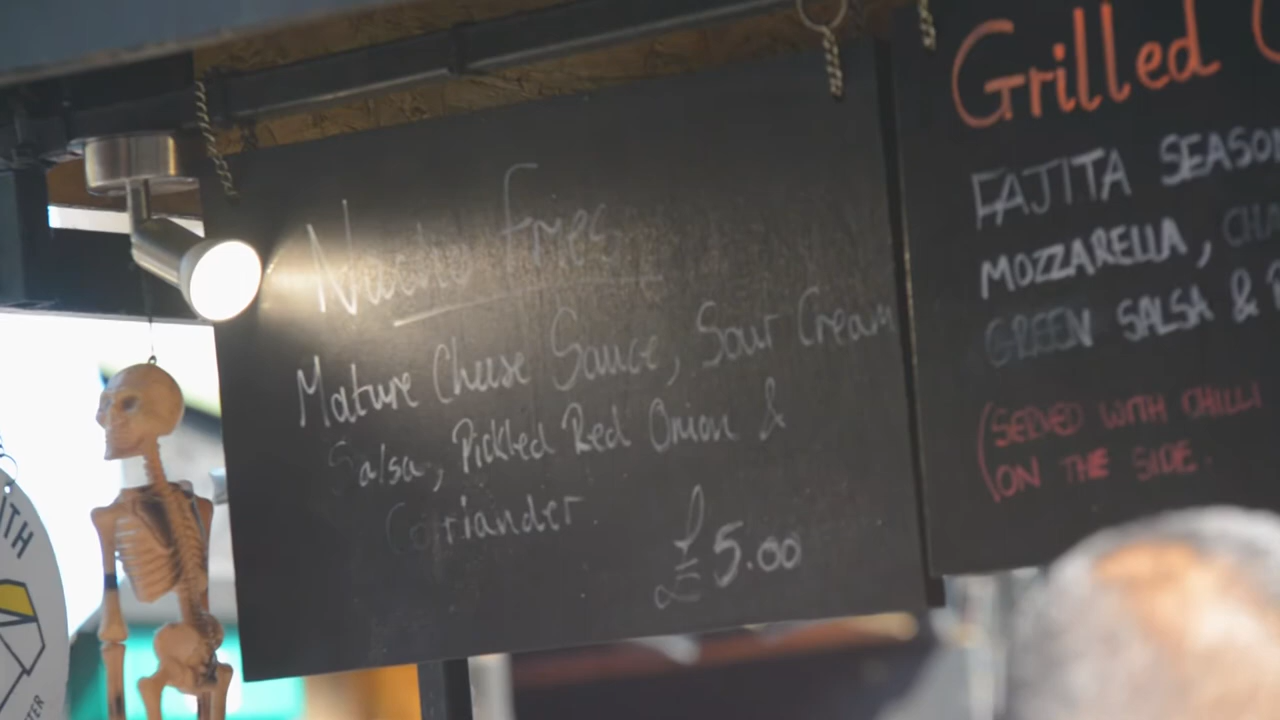 Nacho Fries
Mature Cheese Sauce, Sour Cream
Salsa, Pickled Red Onion &
Coriander.
£5.00
Grilled
FAJITA
MOZZARELLA,
GREEN SALSA &
(SERVED WITH CHILLI
ON THE SIDE.